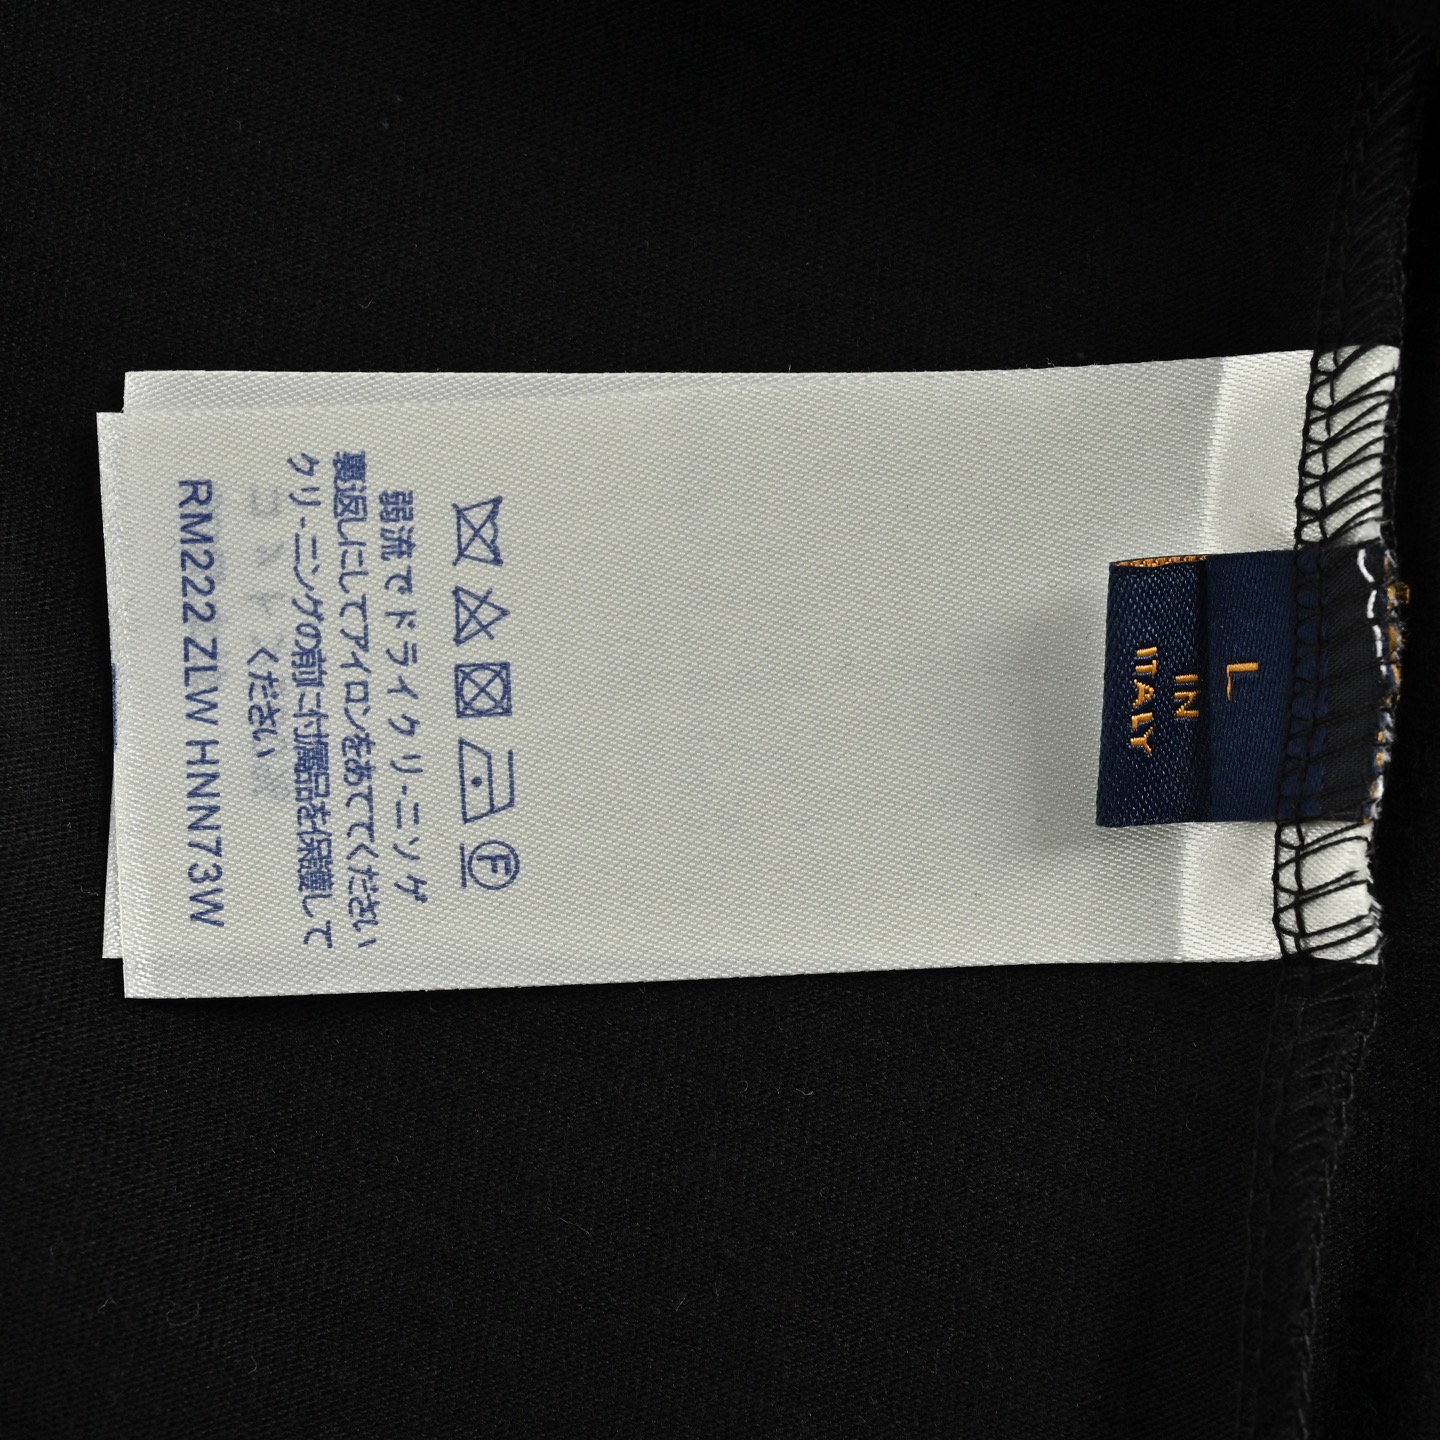 弱流でドライクリーニング
裏返しにしてアイロンをあててください
クリーニングの前に付属品を保護して
ください
RM222 ZLW HNN73W
F
L
IN
ITALY